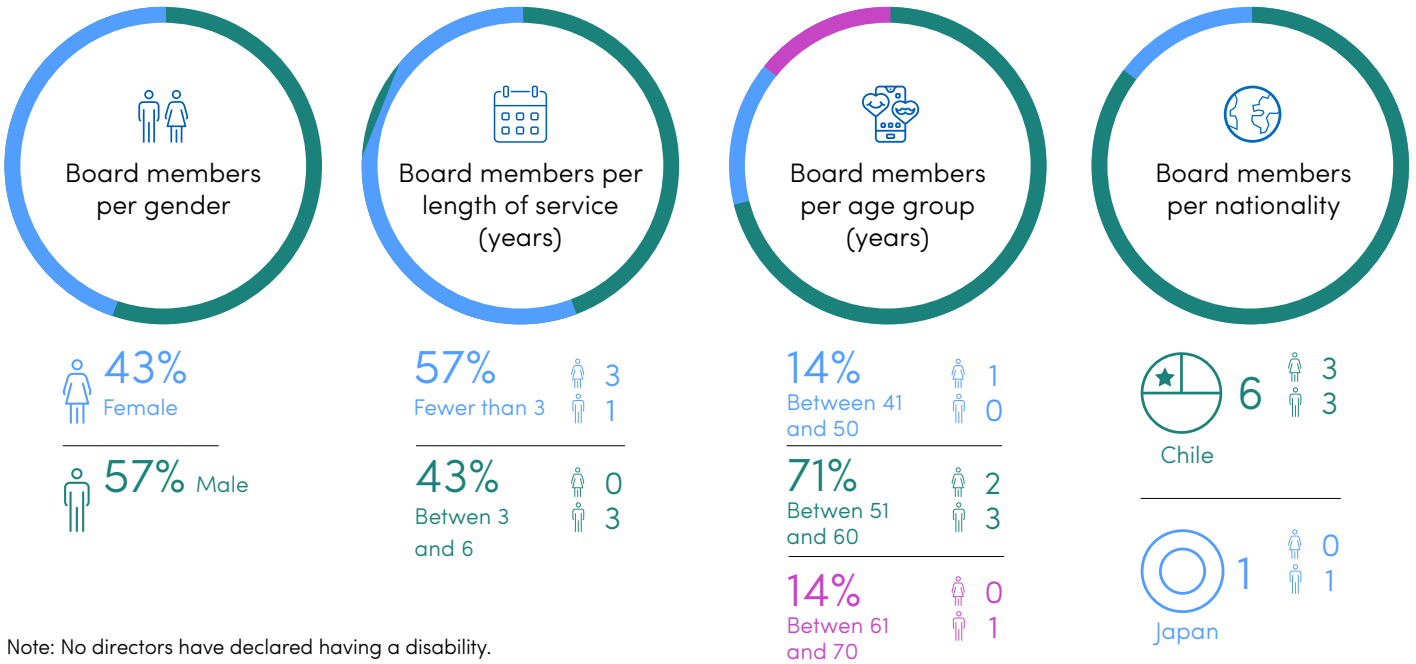 Board members
per gender
43%
Female
57% Male
Board members per
length of service
(years)
57%
Fewer than 3
3
1
43%
Betwen 3
and 6
0
3
Board members
per age group
(years)
14%
Between 41
and 50
1
0
71%
Betwen 51
and 60
2
3
14%
Betwen 61
and 70
0
1
Board members
per nationality
6
3
3
Chile
1
0
1
Japan
Note: No directors have declared having a disability.